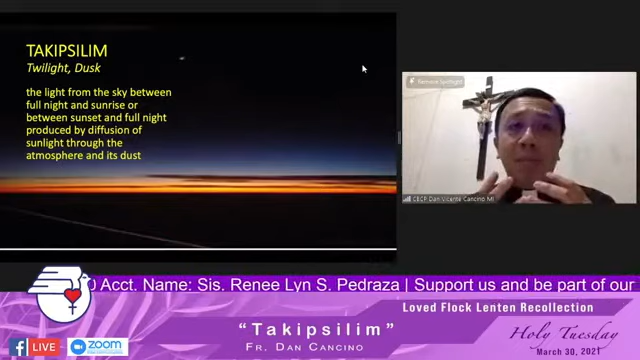 TAKIPSILIM
Twilight, Dusk
the light from the sky between
full night and sunrise or
between sunset and full night
produced by diffusion of
sunlight through the
atmosphere and its dust
Remove Spotlight
CBCP Dan Vicente Cancino MI
0 Acct. Name: Sis. Renee Lyn S. Pedraza | Support us and be part of our
Loved Flock Lenten Recollection
"Takipsilim"
Fr. Dan Cancino
Holy Tuesday
March 30, 2021
LIVE
zoom